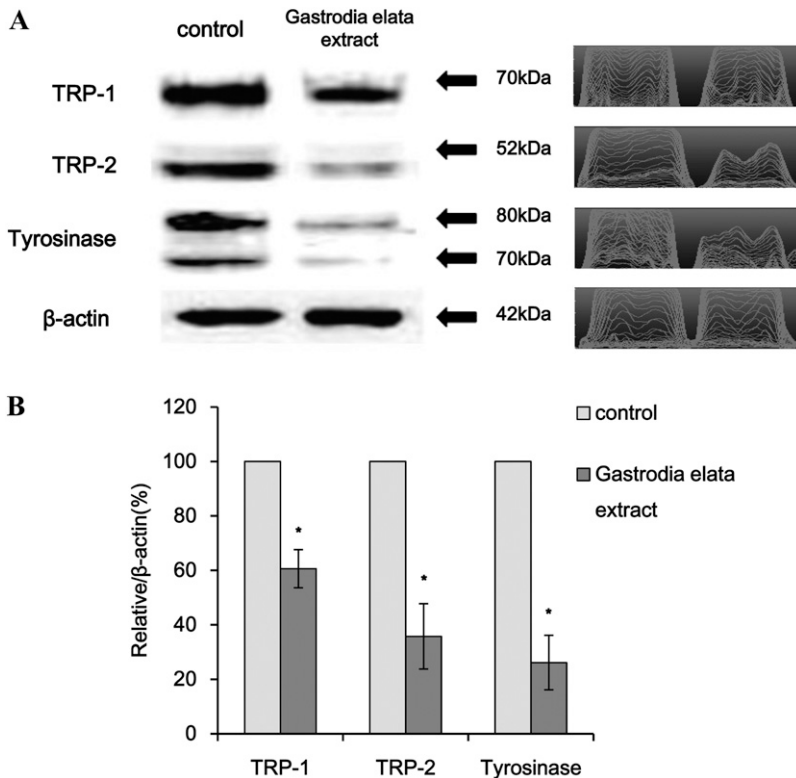 A
control
Gastrodia elata
extract
TRP-1
70kDa
TRP-2
52kDa
Tyrosinase
80kDa
70kDa
β-actin
42kDa
B
Relative/β-actin(%)
120
100
80
60
40
20
0
*
*
*
TRP-1
TRP-2
Tyrosinase
control
Gastrodia elata
extract